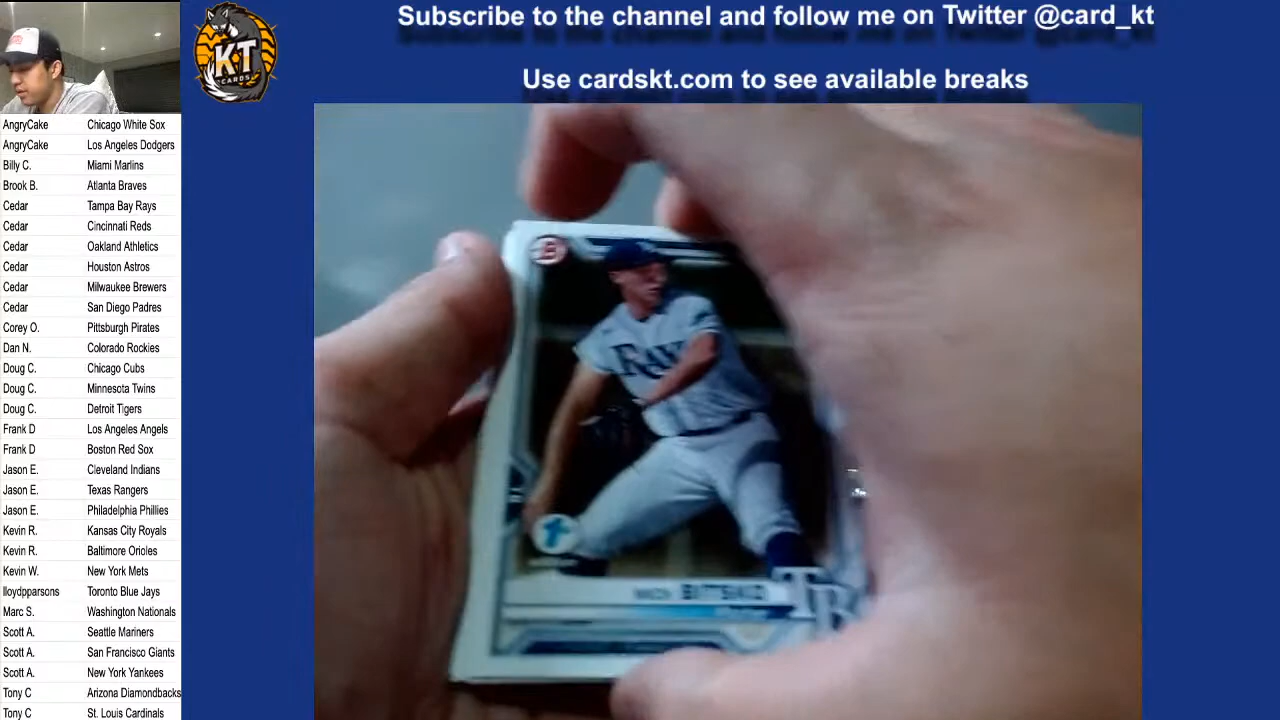 Subscribe to the channel and follow me on Twitter @card_kt
Use cardskt.com to see available breaks
KT
CARDS
AngryCake Chicago White Sox
AngryCake Los Angeles Dodgers
Billy C. Miami Marlins
Brook B. Atlanta Braves
Cedar Tampa Bay Rays
Cedar Cincinnati Reds
Cedar Oakland Athletics
Cedar Houston Astros
Cedar Milwaukee Brewers
Cedar San Diego Padres
Corey O. Pittsburgh Pirates
Dan N. Colorado Rockies
Doug C. Chicago Cubs
Doug C. Minnesota Twins
Doug C. Detroit Tigers
Frank D Los Angeles Angels
Frank D Boston Red Sox
Jason E. Cleveland Indians
Jason E. Texas Rangers
Jason E. Philadelphia Phillies
Kevin R. Kansas City Royals
Kevin R. Baltimore Orioles
Kevin W. New York Mets
lloydpparsons Toronto Blue Jays
Marc S. Washington Nationals
Scott A. Seattle Mariners
Scott A. San Francisco Giants
Scott A. New York Yankees
Tony C Arizona Diamondbacks
Tony C St. Louis Cardinals
B
RAYS
NICK BITSKO
TB